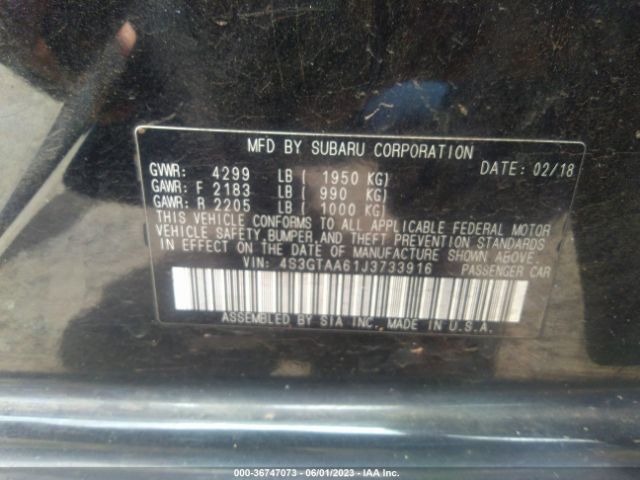 MFD BY SUBARU CORPORATION
GVWR: 4299 LB ( 1950 KG) DATE: 02/18
GAWR: F 2183 LB ( 990 KG)
GAWR: R 2205 LB ( 1000 KG)
THIS VEHICLE CONFORMS TO ALL APPLICABLE FEDERAL MOTOR
VEHICLE SAFETY, BUMPER, AND THEFT PREVENTION STANDARDS
IN EFFECT ON THE DATE OF MANUFACTURE SHOWN ABOVE.
VIN: 4S3GTAA61J3733916 PASSENGER CAR
ASSEMBLED BY SIA INC. MADE IN U.S.A.
000-36747073 - 06/01/2023 - IAA Inc.